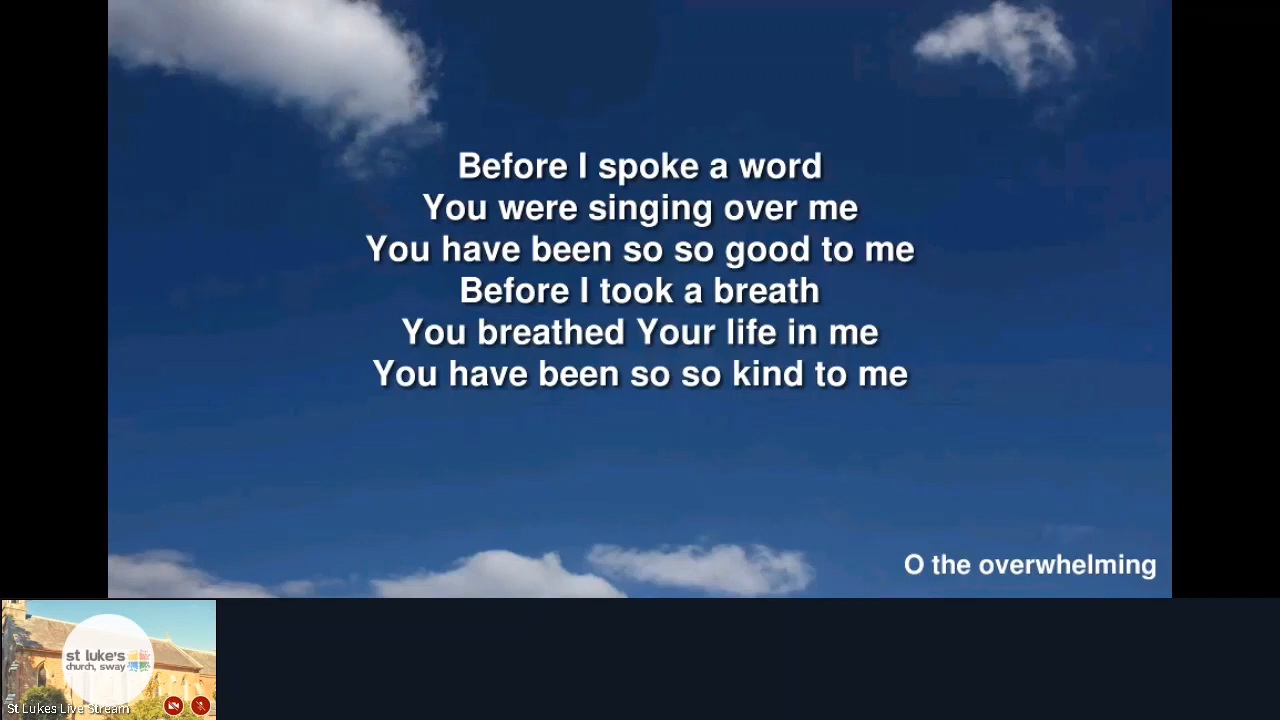 Before I spoke a word
You were singing over me
You have been so so good to me
Before I took a breath
You breathed Your life in me
You have been so so kind to me
O the overwhelming
st luke's
church, sway
St Lukes Live Stream